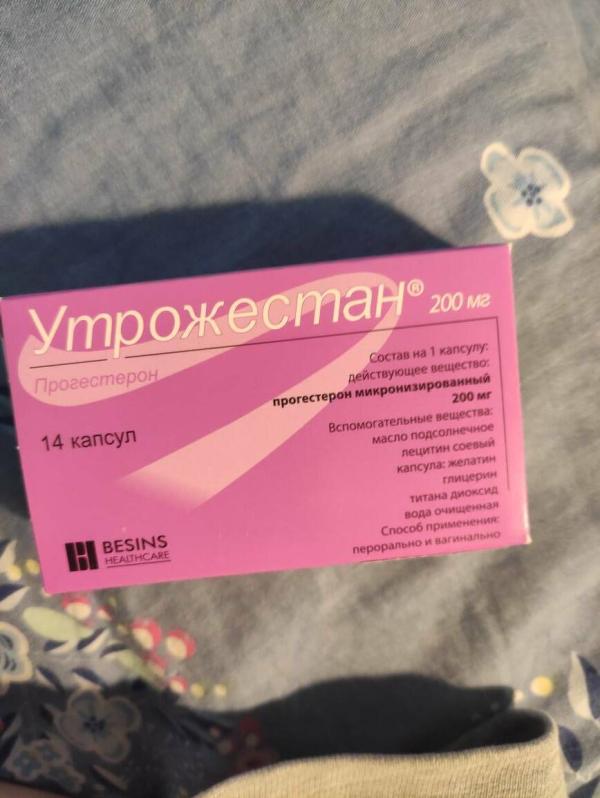 Утрожестан® 200 мг
Прогестерон
14 капсул
Состав на 1 капсулу:
действующее вещество:
прогестерон микронизированный
200 мг
Вспомогательные вещества:
масло подсолнечное
лецитин соевый
капсула: желатин
глицерин
титана диоксид
вода очищенная
Способ применения:
перорально и вагинально
BESINS
HEALTHCARE